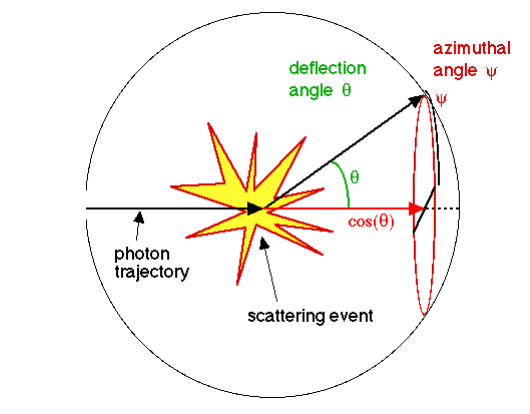 azimuthal
angle ψ
deflection
angle θ
ψ
θ
cos(θ)
photon
trajectory
scattering event